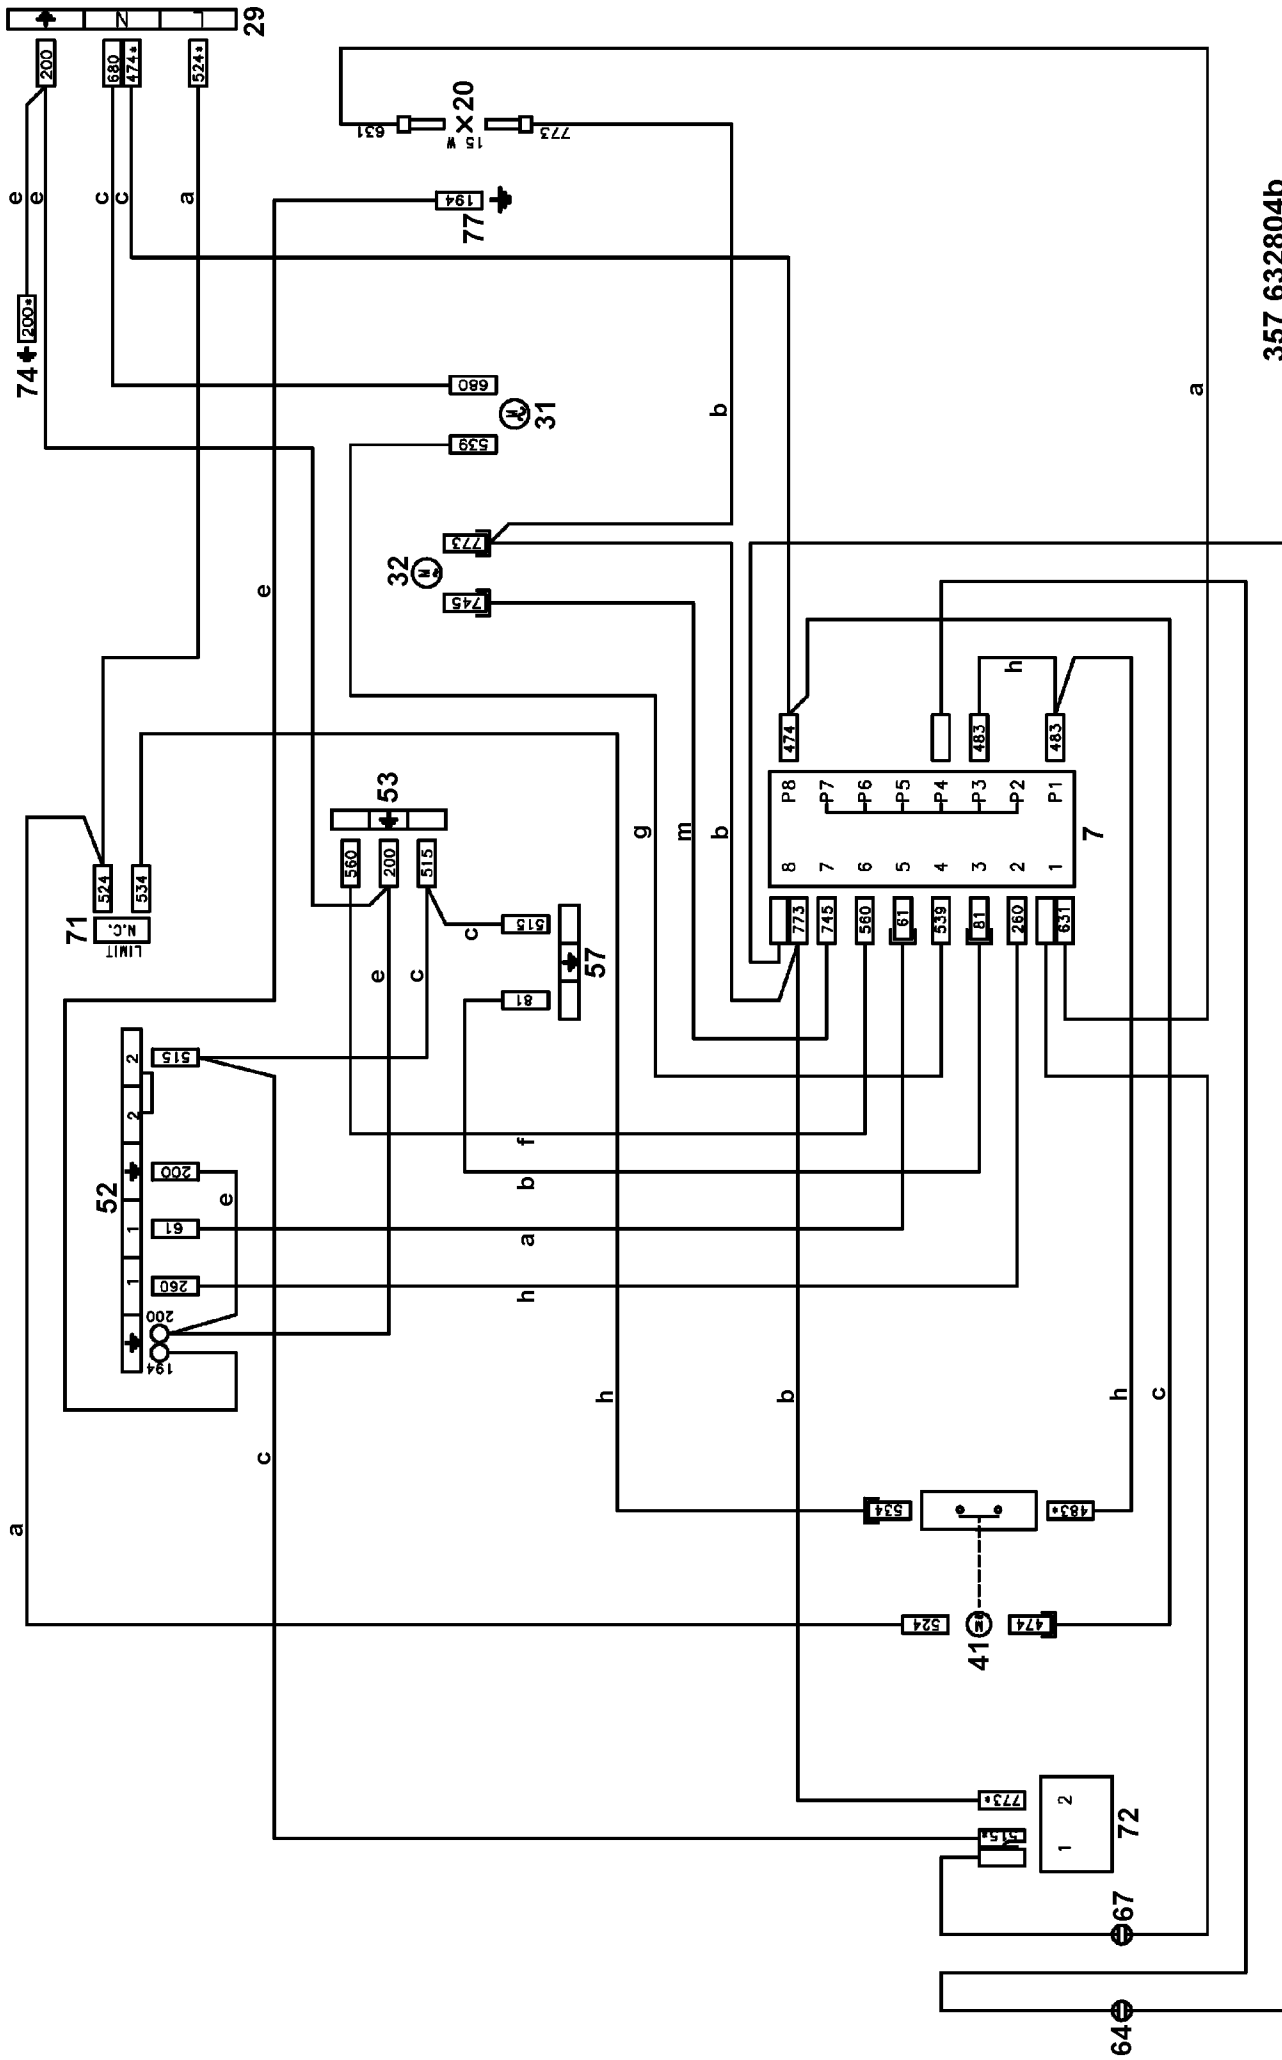 N
L
29
200
680
474*
524*
e
e
c
c
a
74
200*
631
20
15 W
773
194
77
680
31
539
b
a
357 632804b
773
32
745
e
h
474
483
483
g
m
b
53
560
200
515
71
524
534
N.C.
LIMIT
P8
P7
P6
P5
P4
P3
P2
P1
8
7
6
5
4
3
2
1
7
773
745
560
61
539
81
260
631
c
515
57
81
e
c
52
2
2
1
1
515
200
61
260
200
194
e
f
b
a
h
c
h
b
h
c
a
534
483*
524
41
M
474
773*
515*
1
2
72
67
64